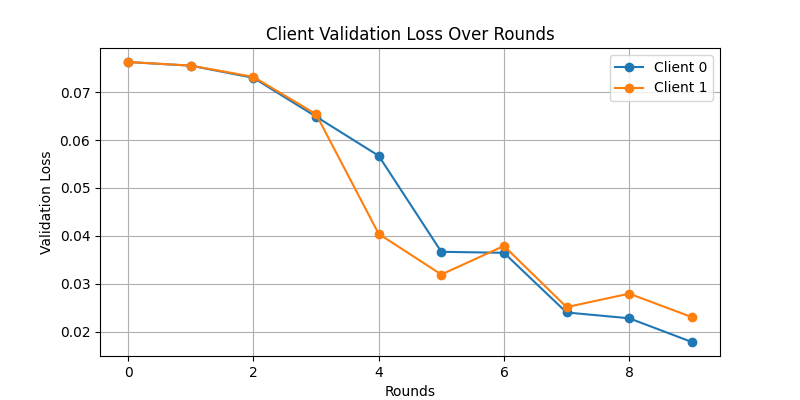 Client Validation Loss Over Rounds
Client 0
Client 1
Validation Loss
0.07
0.06
0.05
0.04
0.03
0.02
0 2 4 6 8
Rounds